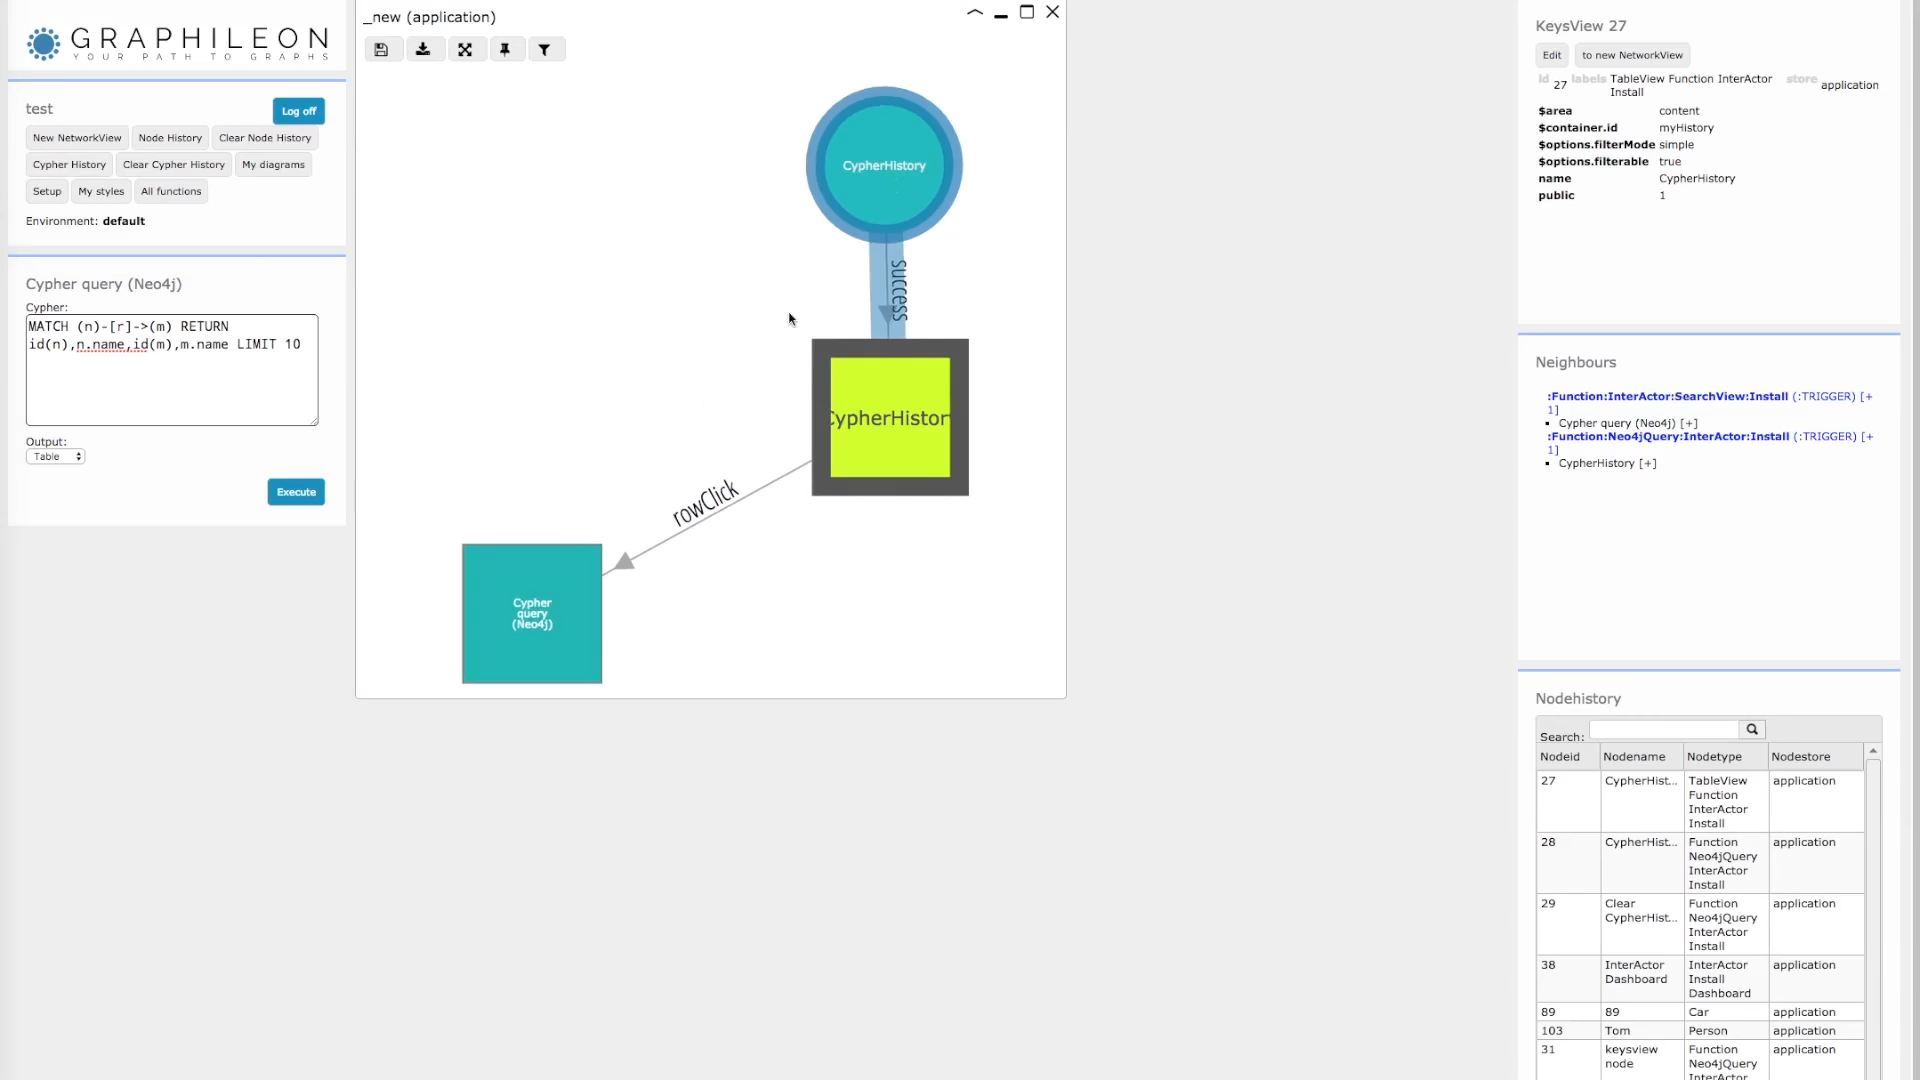 GRAPHILEON
YOUR PATH TO GRAPHS
test
Log off
New NetworkView
Node History
Clear Node History
Cypher History
Clear Cypher History
My diagrams
Setup
My styles
All functions
Environment: default
Cypher query (Neo4j)
Cypher:
MATCH (n)-[r]->(m) RETURN
id(n),n.name,id(m),m.name LIMIT 10
Output:
Table
Execute
_new (application)
CypherHistory
success
CypherHistor
rowClick
Cypher
query
(Neo4j)
KeysView 27
Edit
to new NetworkView
id 27 labels TableView Function InterActor store application
Install
$area content
$container.id myHistory
$options.filterMode simple
$options.filterable true
name CypherHistory
public 1
Neighbours
:Function:InterActor:SearchView:Install (:TRIGGER) [+
1]
Cypher query (Neo4j) [+]
:Function:Neo4jQuery:InterActor:Install (:TRIGGER) [+
1]
CypherHistory [+]
Nodehistory
Search:
Nodeid Nodename Nodetype Nodestore
27 CypherHist... TableView application
Function
InterActor
Install
28 CypherHist... Function application
Neo4jQuery
InterActor
Install
29 Clear Function application
CypherHist... Neo4jQuery
InterActor
Install
38 InterActor InterActor application
Dashboard Install
Dashboard
89 89 Car application
103 Tom Person application
31 keysview Function application
node Neo4jQuery
InterActor